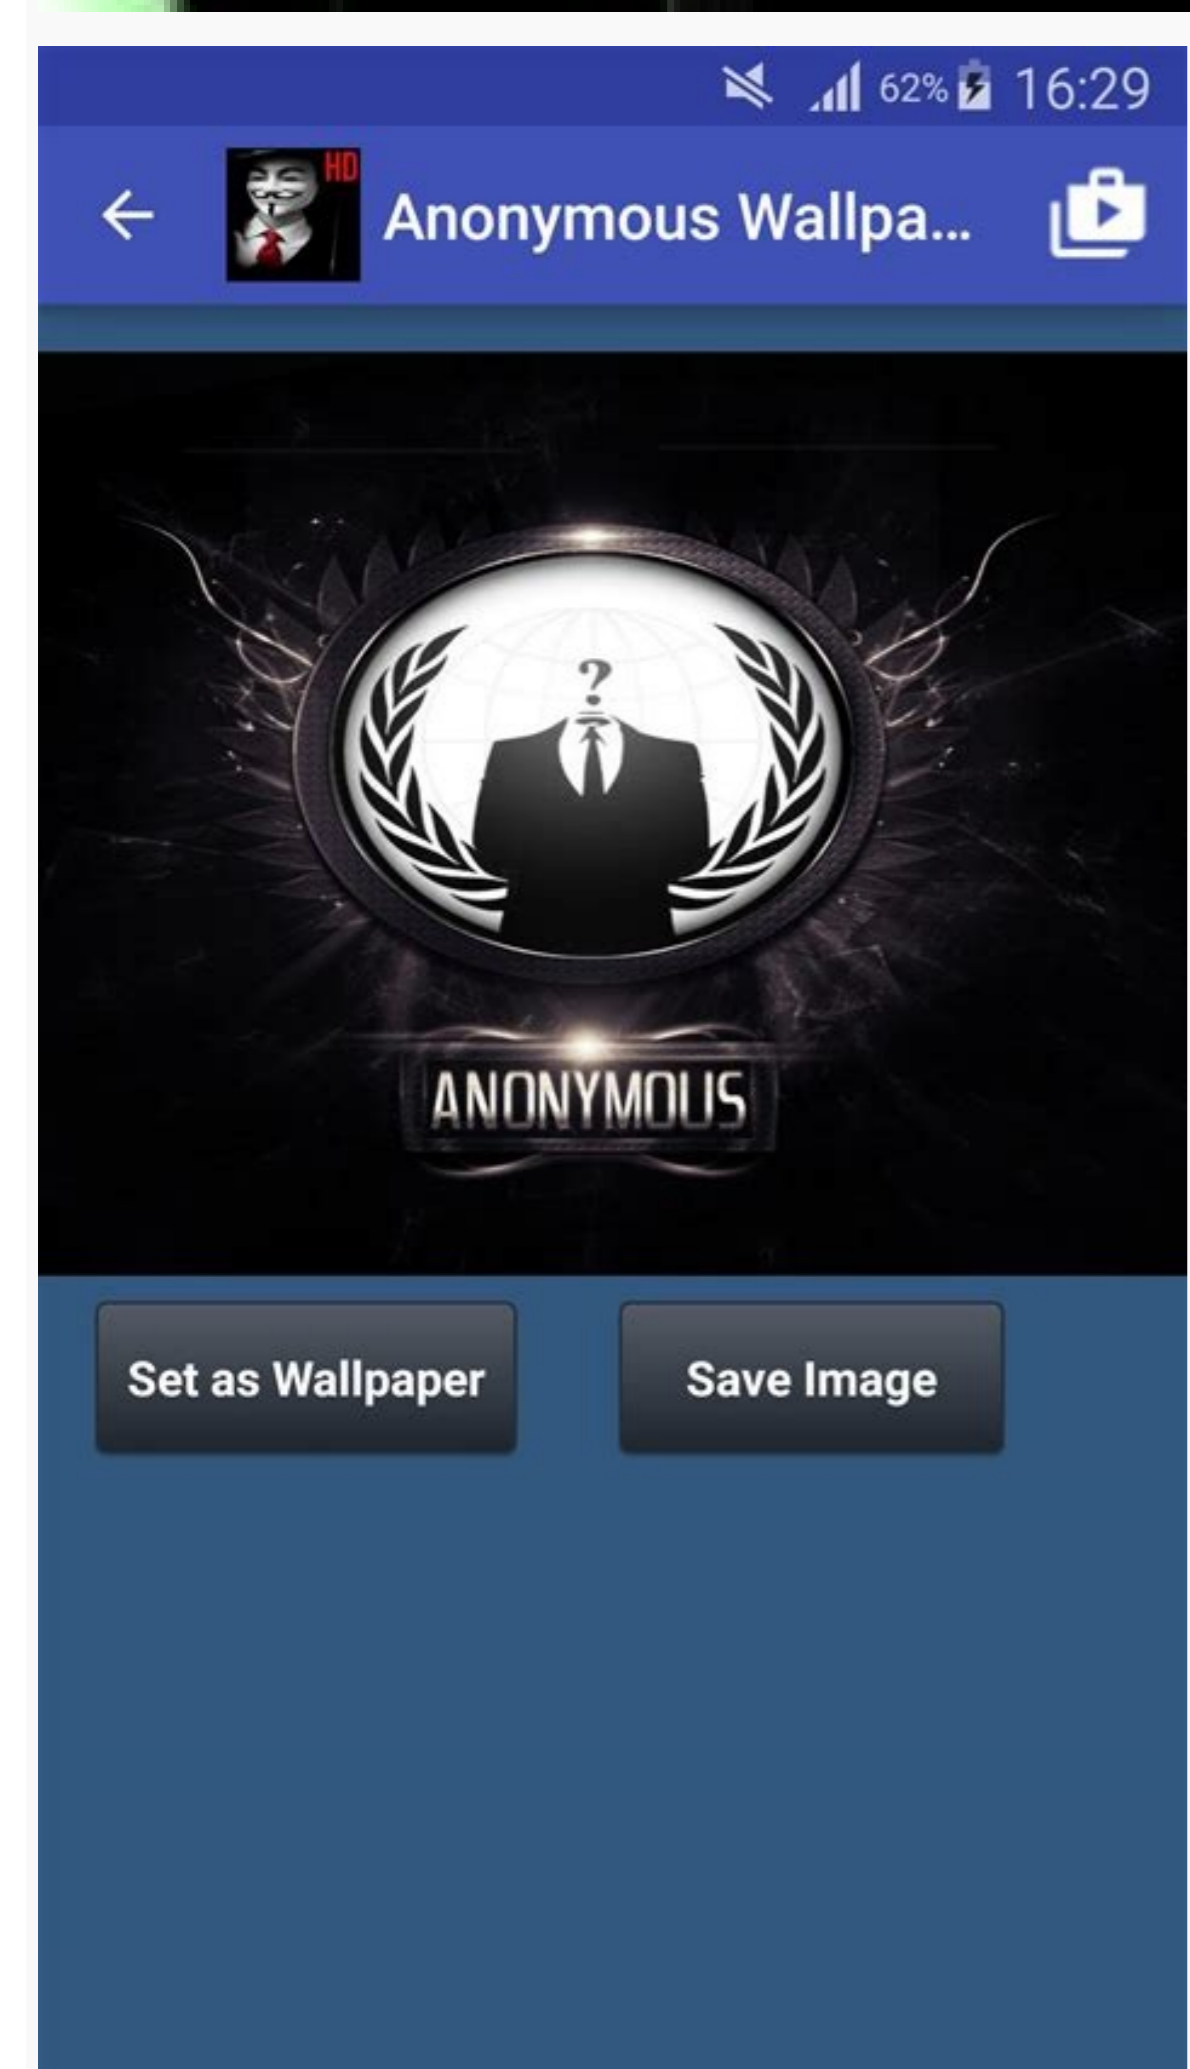 62% 16:29
HD
Anonymous Wallpa...
?
ANONYMOUS
Set as Wallpaper
Save Image